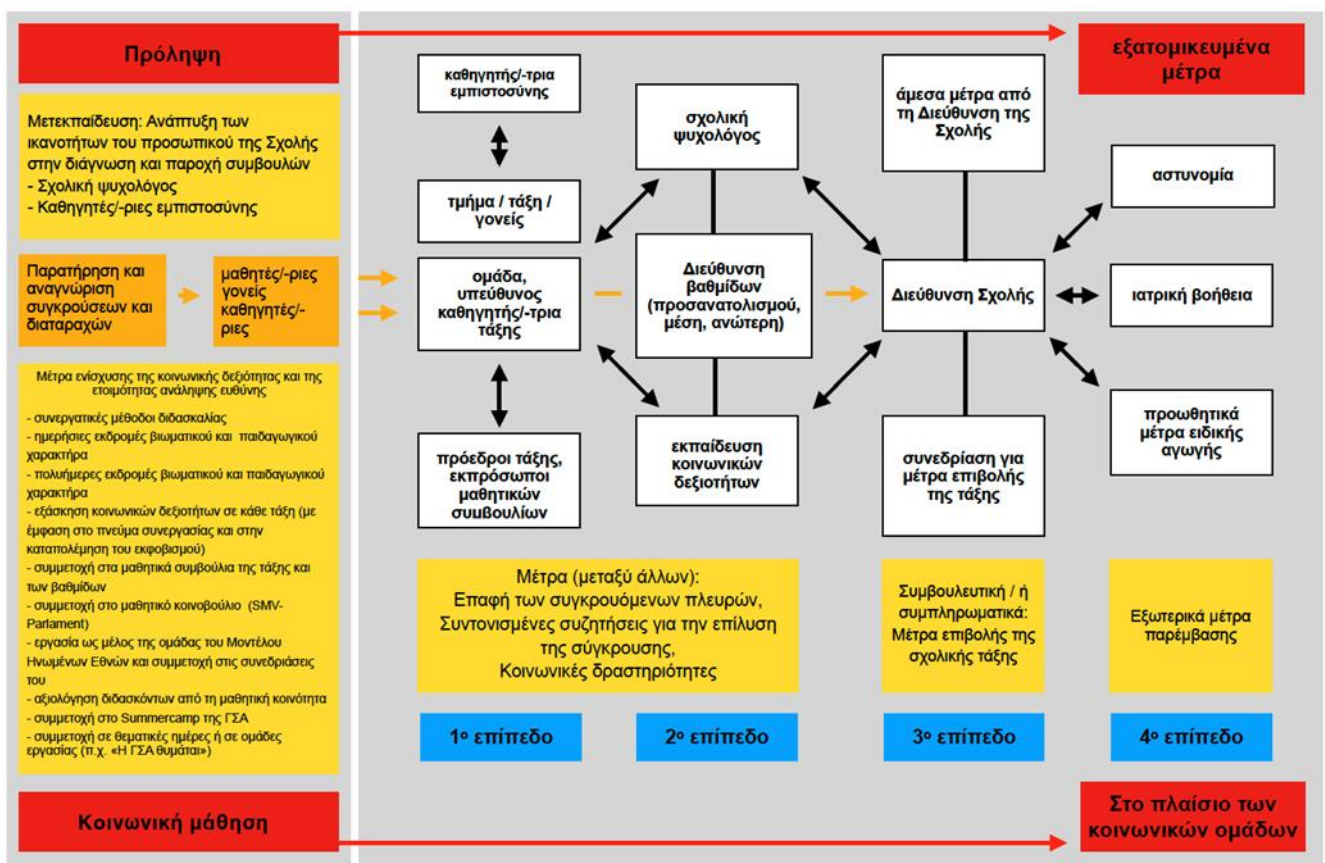 Πρόληψη
Μετεκπαίδευση: Ανάπτυξη των
ικανοτήτων του προσωπικού της Σχολής
στην διάγνωση και παροχή συμβουλών
- Σχολική ψυχολόγος
- Καθηγητές/-ριες εμπιστοσύνης
Παρατήρηση και
αναγνώριση
συγκρούσεων και
διαταραχών
μαθητές/-ριες
γονείς
καθηγητές/-
ριες
Μέτρα ενίσχυσης της κοινωνικής δεξιότητας και της
ετοιμότητας ανάληψης ευθύνης
- συνεργατικές μέθοδοι διδασκαλίας
- ημερήσιες εκδρομές βιωματικού και παιδαγωγικού
χαρακτήρα
- πολυήμερες εκδρομές βιωματικού και παιδαγωγικού
χαρακτήρα
- εξάσκηση κοινωνικών δεξιοτήτων σε κάθε τάξη (με
έμφαση στο πνεύμα συνεργασίας και στην
καταπολέμηση του εκφοβισμού)
- συμμετοχή στα μαθητικά συμβούλια της τάξης και
των βαθμίδων
- συμμετοχή στο μαθητικό κοινοβούλιο (SMV-
Parlament)
- εργασία ως μέλος της ομάδας του Μοντέλου
Ηνωμένων Εθνών και συμμετοχή στις συνεδριάσεις
του
- αξιολόγηση διδασκόντων από τη μαθητική κοινότητα
- συμμετοχή στο Summercamp της ΓΣΑ
- συμμετοχή σε θεματικές ημέρες ή σε ομάδες
εργασίας (π.χ. «Η ΓΣΑ θυμάται»)
Κοινωνική μάθηση
καθηγητής/-τρια
εμπιστοσύνης
τμήμα / τάξη /
γονείς
ομάδα,
υπεύθυνος
καθηγητής/-τρια
τάξης
πρόεδροι τάξης,
εκπρόσωποι
μαθητικών
συμβουλίων
σχολική
ψυχολόγος
Διεύθυνση
βαθμίδων
(προσανατολισμού,
μέση, ανώτερη)
εκπαίδευση
κοινωνικών
δεξιοτήτων
άμεσα μέτρα από
τη Διεύθυνση της
Σχολής
Διεύθυνση Σχολής
συνεδρίαση για
μέτρα επιβολής
της τάξης
εξατομικευμένα
μέτρα
αστυνομία
ιατρική βοήθεια
προωθητικά
μέτρα ειδικής
αγωγής
Μέτρα (μεταξύ άλλων):
Επαφή των συγκρουόμενων πλευρών,
Συντονισμένες συζητήσεις για την επίλυση
της σύγκρουσης,
Κοινωνικές δραστηριότητες
Συμβουλευτική / ή
συμπληρωματικά:
Μέτρα επιβολής της
σχολικής τάξης
Εξωτερικά μέτρα
παρέμβασης
1ο επίπεδο
2ο επίπεδο
3ο επίπεδο
4ο επίπεδο
Στο πλαίσιο των
κοινωνικών ομάδων